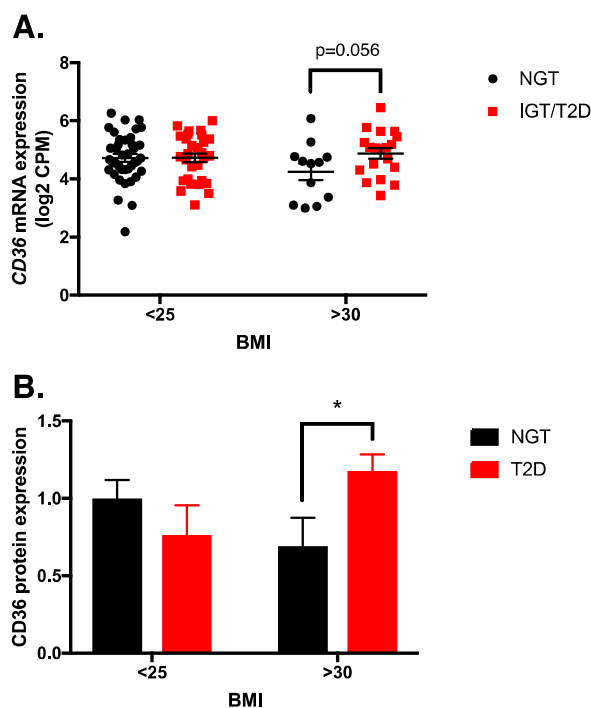 A.
p=0.056
NGT
IGT/T2D
CD36 mRNA expression
(log2 CPM)
8
6
4
2
0
<25
>30
BMI
B.
*
NGT
T2D
CD36 protein expression
1.5
1.0
0.5
0.0
<25
>30
BMI